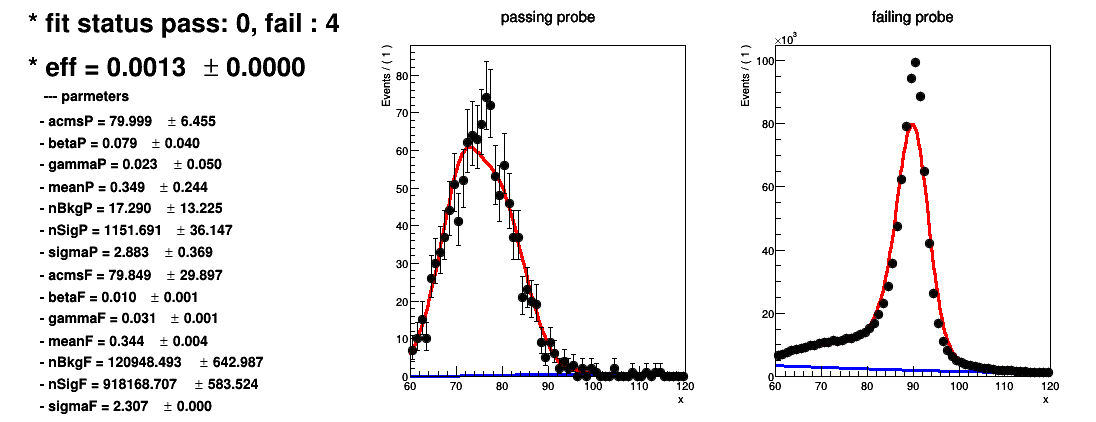 * fit status pass: 0, fail : 4
* eff = 0.0013 ± 0.0000
--- parmeters
- acmsP = 79.999 ± 6.455
- betaP = 0.079 ± 0.040
- gammaP = 0.023 ± 0.050
- meanP = 0.349 ± 0.244
- nBkgP = 17.290 ± 13.225
- nSigP = 1151.691 ± 36.147
- sigmaP = 2.883 ± 0.369
- acmsF = 79.849 ± 29.897
- betaF = 0.010 ± 0.001
- gammaF = 0.031 ± 0.001
- meanF = 0.344 ± 0.004
- nBkgF = 120948.493 ± 642.987
- nSigF = 918168.707 ± 583.524
- sigmaF = 2.307 ± 0.000
passing probe
Events / ( 1 )
80
70
60
50
40
30
20
10
0
60 70 80 90 100 110 120
x
failing probe
×10³
Events / ( 1 )
100
80
60
40
20
0
60 70 80 90 100 110 120
x